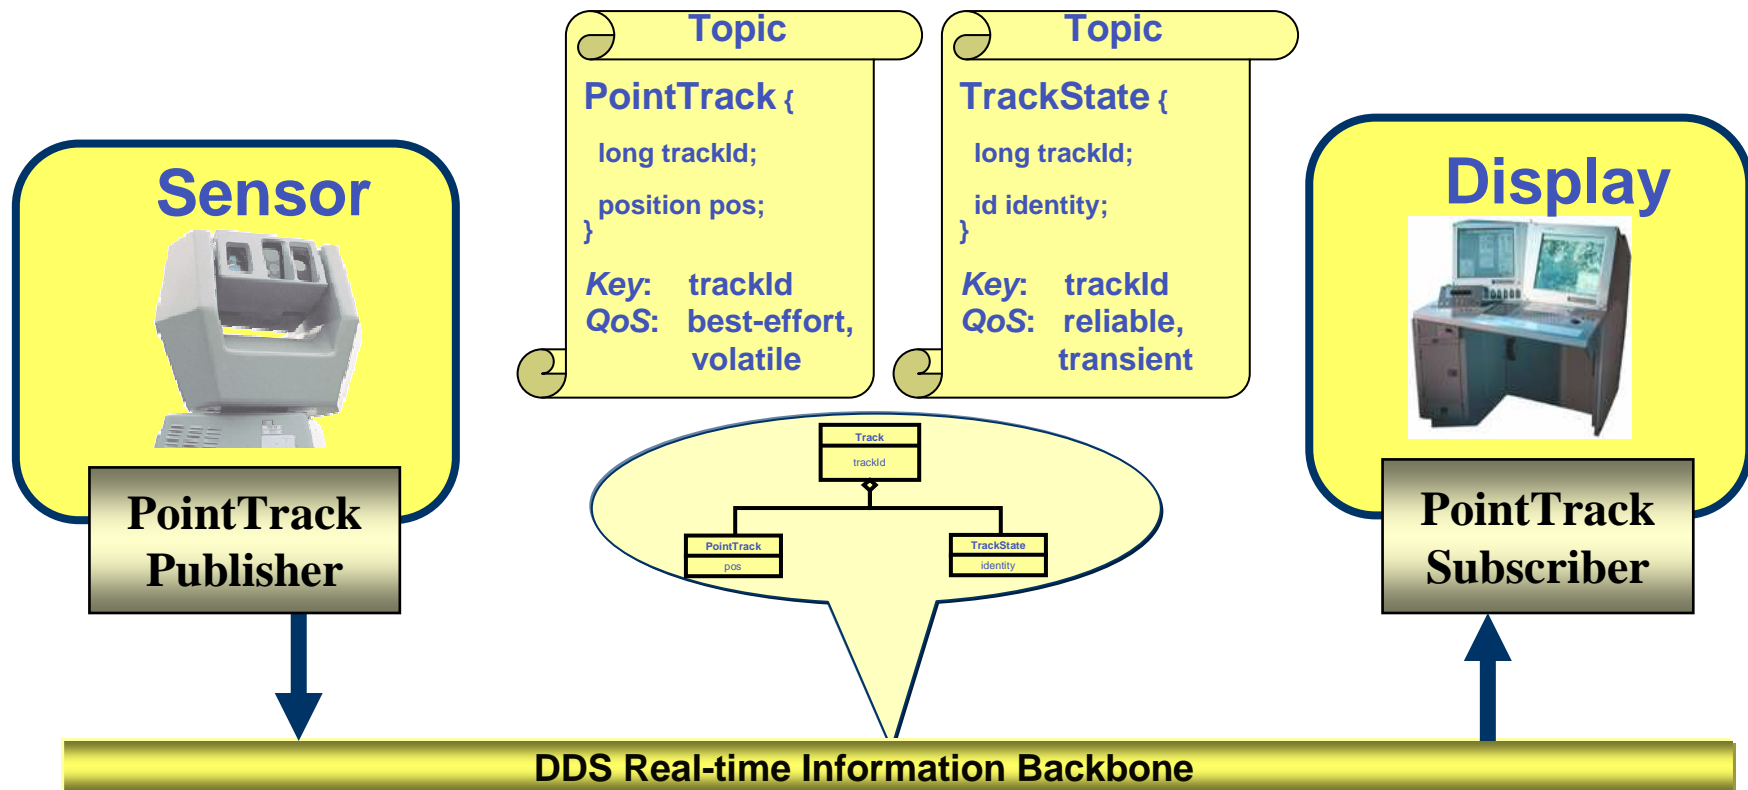 Topic
PointTrack {
long trackId;
position pos;
}
Key: trackId
QoS: best-effort,
volatile
Topic
TrackState {
long trackId;
id identity;
}
Key: trackId
QoS: reliable,
transient
Sensor
PointTrack
Publisher
Display
PointTrack
Subscriber
Track
trackId
PointTrack
pos
TrackState
identity
DDS Real-time Information Backbone